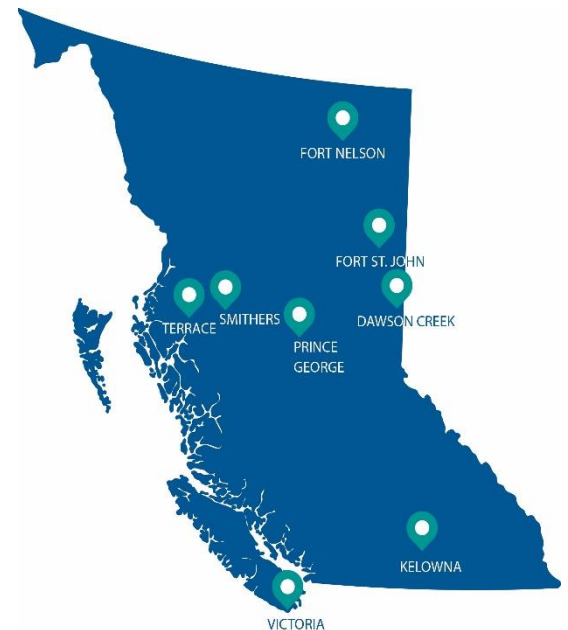 FORT NELSON
FORT ST. JOHN
DAWSON CREEK
SMITHERS
TERRACE
PRINCE
GEORGE
KELOWNA
VICTORIA